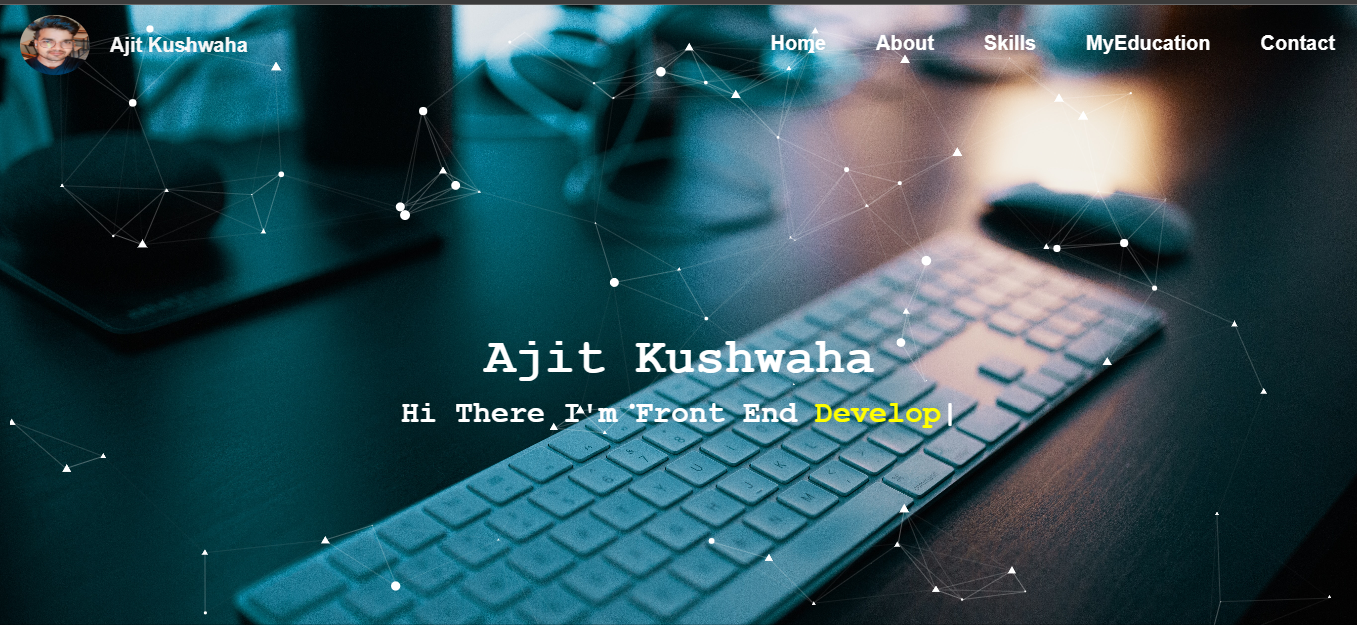 Ajit Kushwaha
Home About Skills MyEducation Contact
Ajit Kushwaha
Hi There I'm Front End Develop|